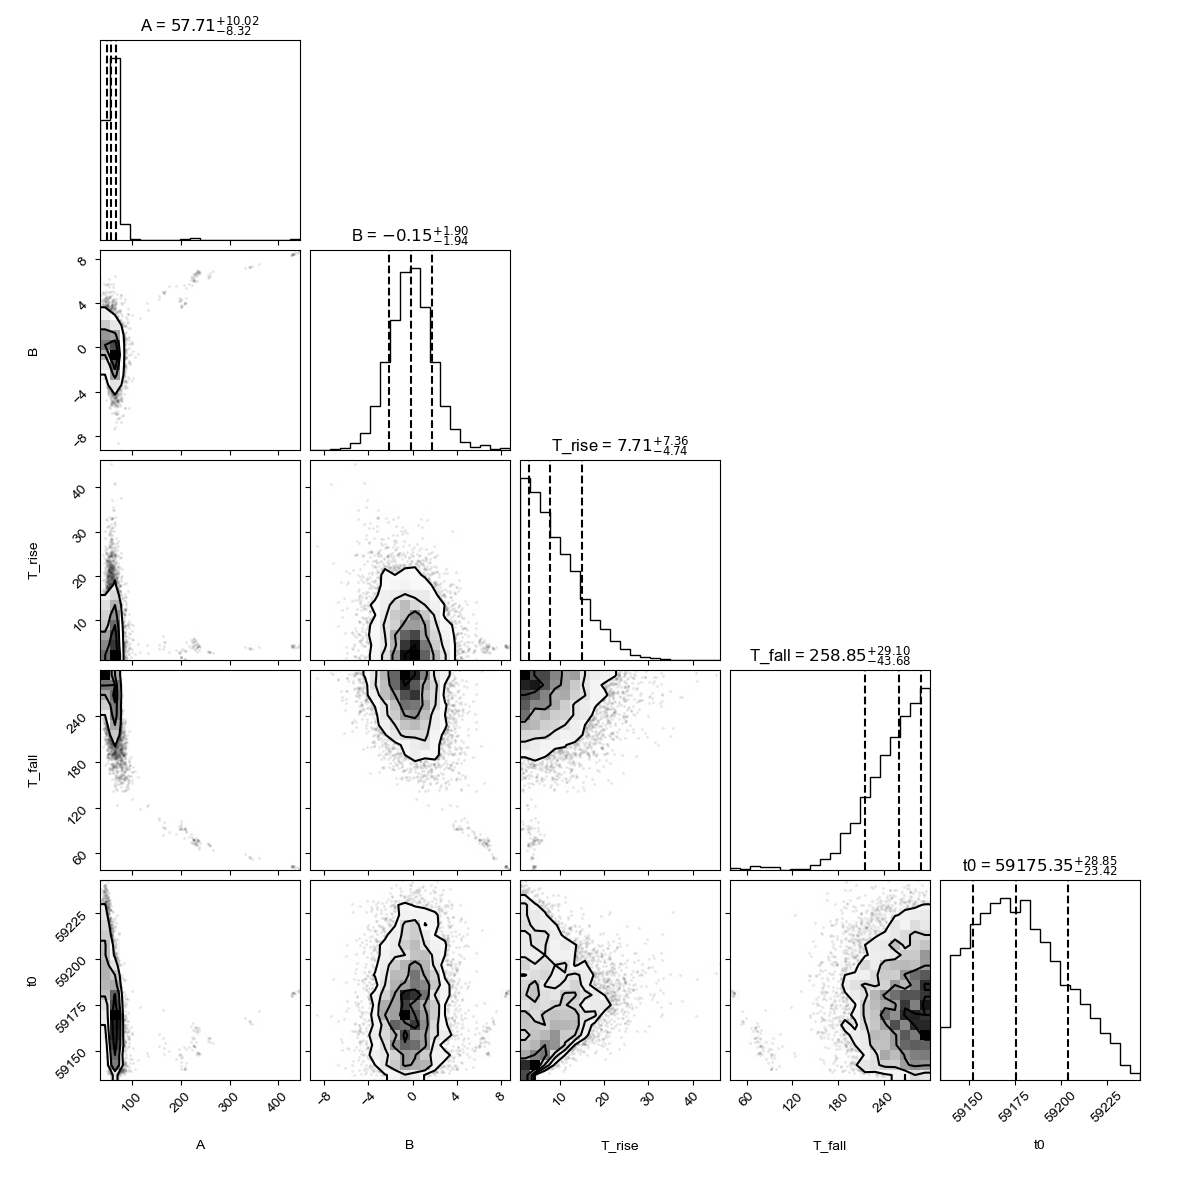 A = 57.71+10.02−8.32
B = −0.15+1.90−1.94
8
4
0
−4
−8
B
T_rise = 7.71+7.36−4.74
40
30
20
10
T_rise
T_fall = 258.85+29.10−43.68
240
180
120
60
T_fall
t0 = 59175.35+28.85−23.42
59225
59200
59175
59150
t0
100 200 300 400
−8 −4 0 4 8
10 20 30 40
60 120 180 240
59150 59175 59200 59225
A B T_rise T_fall t0